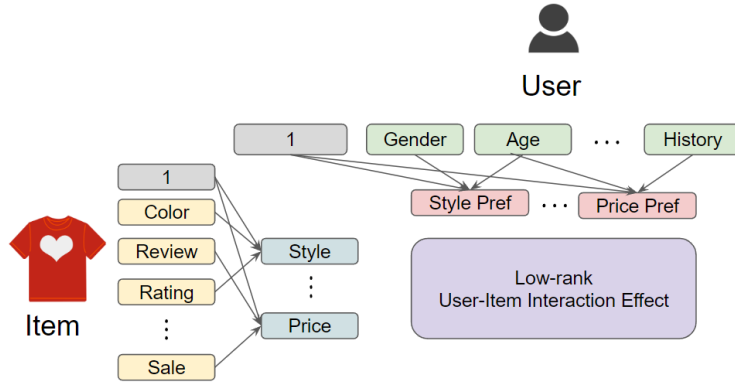 User
1
Gender
Age
...
History
1
Style Pref
...
Price Pref
Color
Review
Style
Rating
Low-rank
User-Item Interaction Effect
Item
Price
Sale